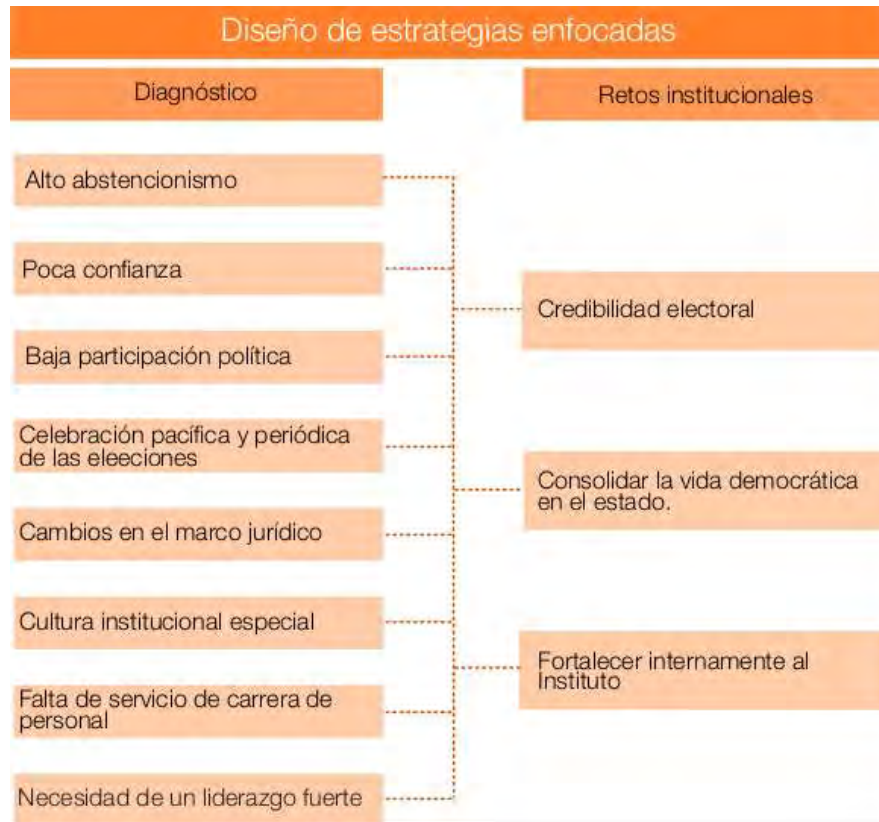 Diseño de estrategias enfocadas
Diagnóstico
Retos institucionales
Alto abstencionismo
Poca confianza
Baja participación política
Celebración pacífica y periódica
de las eleeciones
Cambios en el marco jurídico
Cultura institucional especial
Falta de servicio de carrera de
personal
Necesidad de un liderazgo fuerte
Credibilidad electoral
Consolidar la vida democrática
en el estado.
Fortalecer internamente al
Instituto